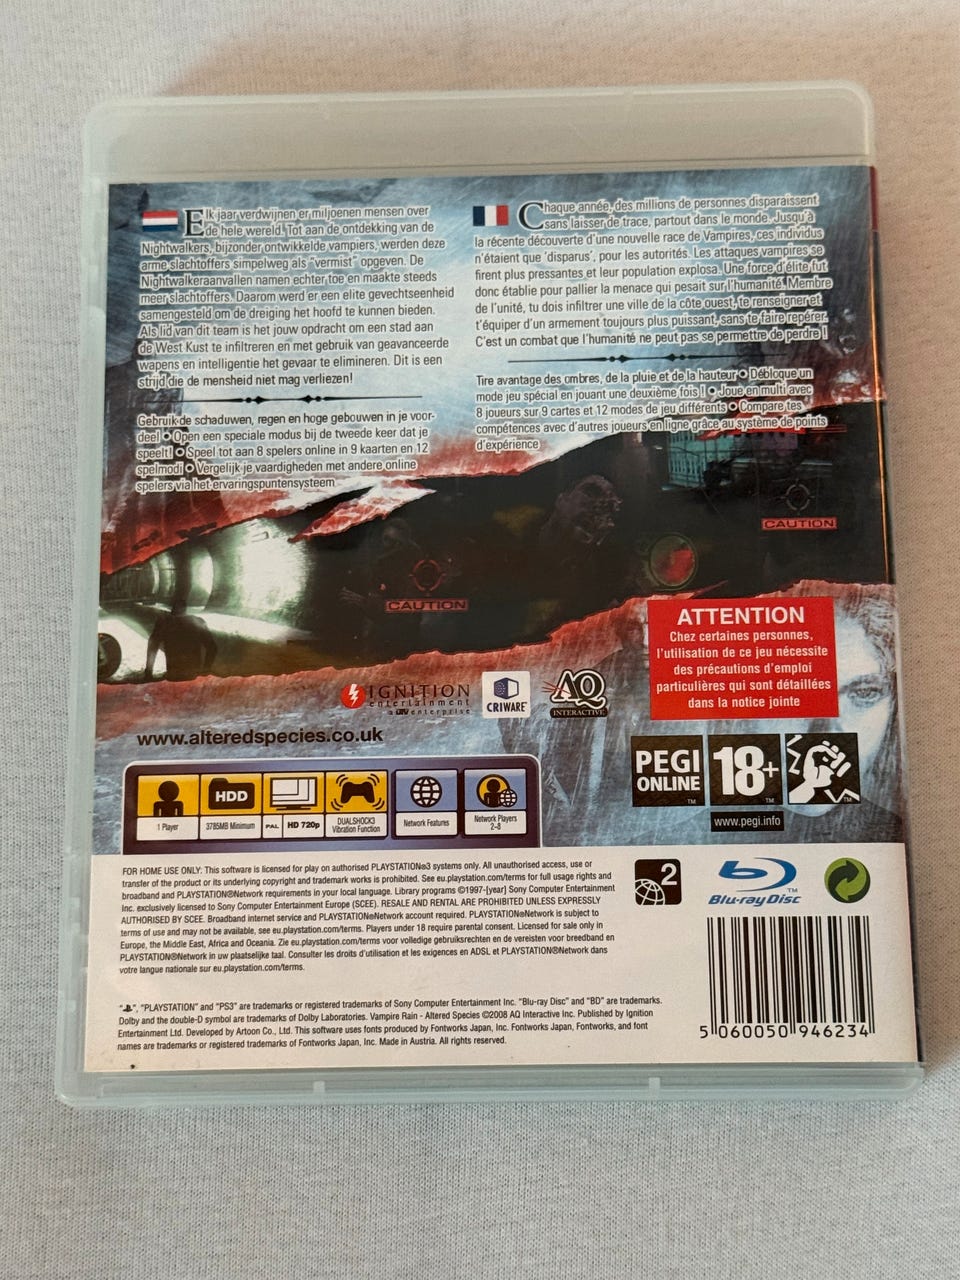 Elk jaar verdwijnen er miljoenen mensen over
de hele wereld. Tot aan de ontdekking van de
Nightwalkers, bijzonder ontwikkelde vampiers, werden deze
arme slachtoffers simpelweg als "vermist" opgeven. De
Nightwalkeraanvallen namen echter toe en maakte steeds
meer slachtoffers. Daarom werd er een elite gevechtseenheid
samengesteld om de dreiging het hoofd te kunnen bieden.
Als lid van dit team is het jouw opdracht om een stad aan
de West Kust te infiltreren en met gebruik van geavanceerde
wapens en intelligentie het gevaar te elimineren. Dit is een
strijd die de mensheid niet mag verliezen!
Gebruik de schaduwen, regen en hoge gebouwen in je voor-
deel • Open een speciale modus bij de tweede keer dat je
speelt! • Speel tot aan 8 spelers online in 9 kaarten en 12
spelmodi • Vergelijk je vaardigheden met andere online
spelers via het ervaringspuntensysteem
Chaque année, des millions de personnes disparaissent
sans laisser de trace, partout dans le monde. Jusqu'à
la récente découverte d'une nouvelle race de Vampires, ces individus
n'étaient que 'disparus', pour les autorités. Les attaques vampires se
firent plus pressantes et leur population explosa. Une force d'élite fut
donc établie pour pallier la menace qui pesait sur l'humanité. Membre
de l'unité, tu dois infiltrer une ville de la côte ouest, te renseigner et
t'équiper d'un armement toujours plus puissant, sans te faire repérer.
C'est un combat que l'humanité ne peut pas se permettre de perdre !
Tire avantage des ombres, de la pluie et de la hauteur • Débloque un
mode jeu spécial en jouant une deuxième fois ! • Joue en multi avec
8 joueurs sur 9 cartes et 12 modes de jeu différents • Compare tes
compétences avec d'autres joueurs en ligne grâce au système de points
d'expérience
CAUTION
CAUTION
ATTENTION
Chez certaines personnes,
l'utilisation de ce jeu nécessite
des précautions d'emploi
particulières qui sont détaillées
dans la notice jointe
IGNITION
entertainment
a UTV enterprise
CRIWARE™
AQ
INTERACTIVE
www.alteredspecies.co.uk
PEGI
ONLINE
™
18+
™
™
www.pegi.info
1 Player
HDD
3785MB Minimum
PAL
HD 720p
DUALSHOCK3
Vibration Function
Network Features
Network Players
2-8
FOR HOME USE ONLY: This software is licensed for play on authorised PLAYSTATION®3 systems only. All unauthorised access, use or
transfer of the product or its underlying copyright and trademark works is prohibited. See eu.playstation.com/terms for full usage rights and
broadband and PLAYSTATION®Network requirements in your local language. Library programs ©1997-[year] Sony Computer Entertainment
Inc. exclusively licensed to Sony Computer Entertainment Europe (SCEE). RESALE AND RENTAL ARE PROHIBITED UNLESS EXPRESSLY
AUTHORISED BY SCEE. Broadband internet service and PLAYSTATION®Network account required. PLAYSTATION®Network is subject to
terms of use and may not be available, see eu.playstation.com/terms. Players under 18 require parental consent. Licensed for sale only in
Europe, the Middle East, Africa and Oceania. Zie eu.playstation.com/terms voor volledige gebruiksrechten en de vereisten voor breedband en
PLAYSTATION®Network in uw plaatselijke taal. Consulter les droits d'utilisation et les exigences en ADSL et PLAYSTATION®Network dans
votre langue nationale sur eu.playstation.com/terms.
2
Blu-ray Disc™
" ", "PLAYSTATION" and "PS3" are trademarks or registered trademarks of Sony Computer Entertainment Inc. "Blu-ray Disc" and "BD" are trademarks.
Dolby and the double-D symbol are trademarks of Dolby Laboratories. Vampire Rain - Altered Species ©2008 AQ Interactive Inc. Published by Ignition
Entertainment Ltd. Developed by Artoon Co., Ltd. This software uses fonts produced by Fontworks Japan, Inc. Fontworks Japan, Fontworks, and font
names are trademarks or registered trademarks of Fontworks Japan, Inc. Made in Austria. All rights reserved.
5 060050 946234